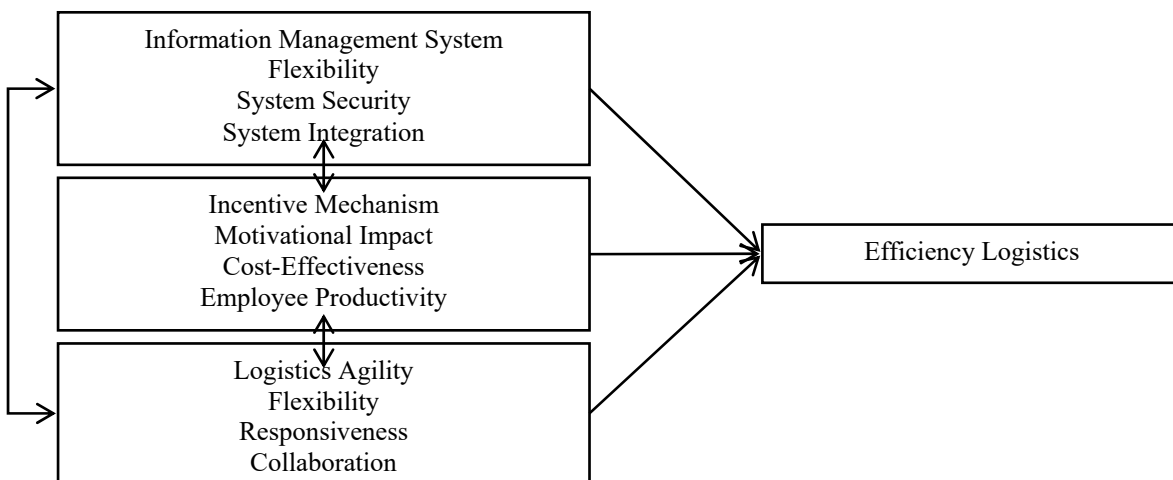 Information Management System
Flexibility
System Security
System Integration
Incentive Mechanism
Motivational Impact
Cost-Effectiveness
Employee Productivity
Efficiency Logistics
Logistics Agility
Flexibility
Responsiveness
Collaboration